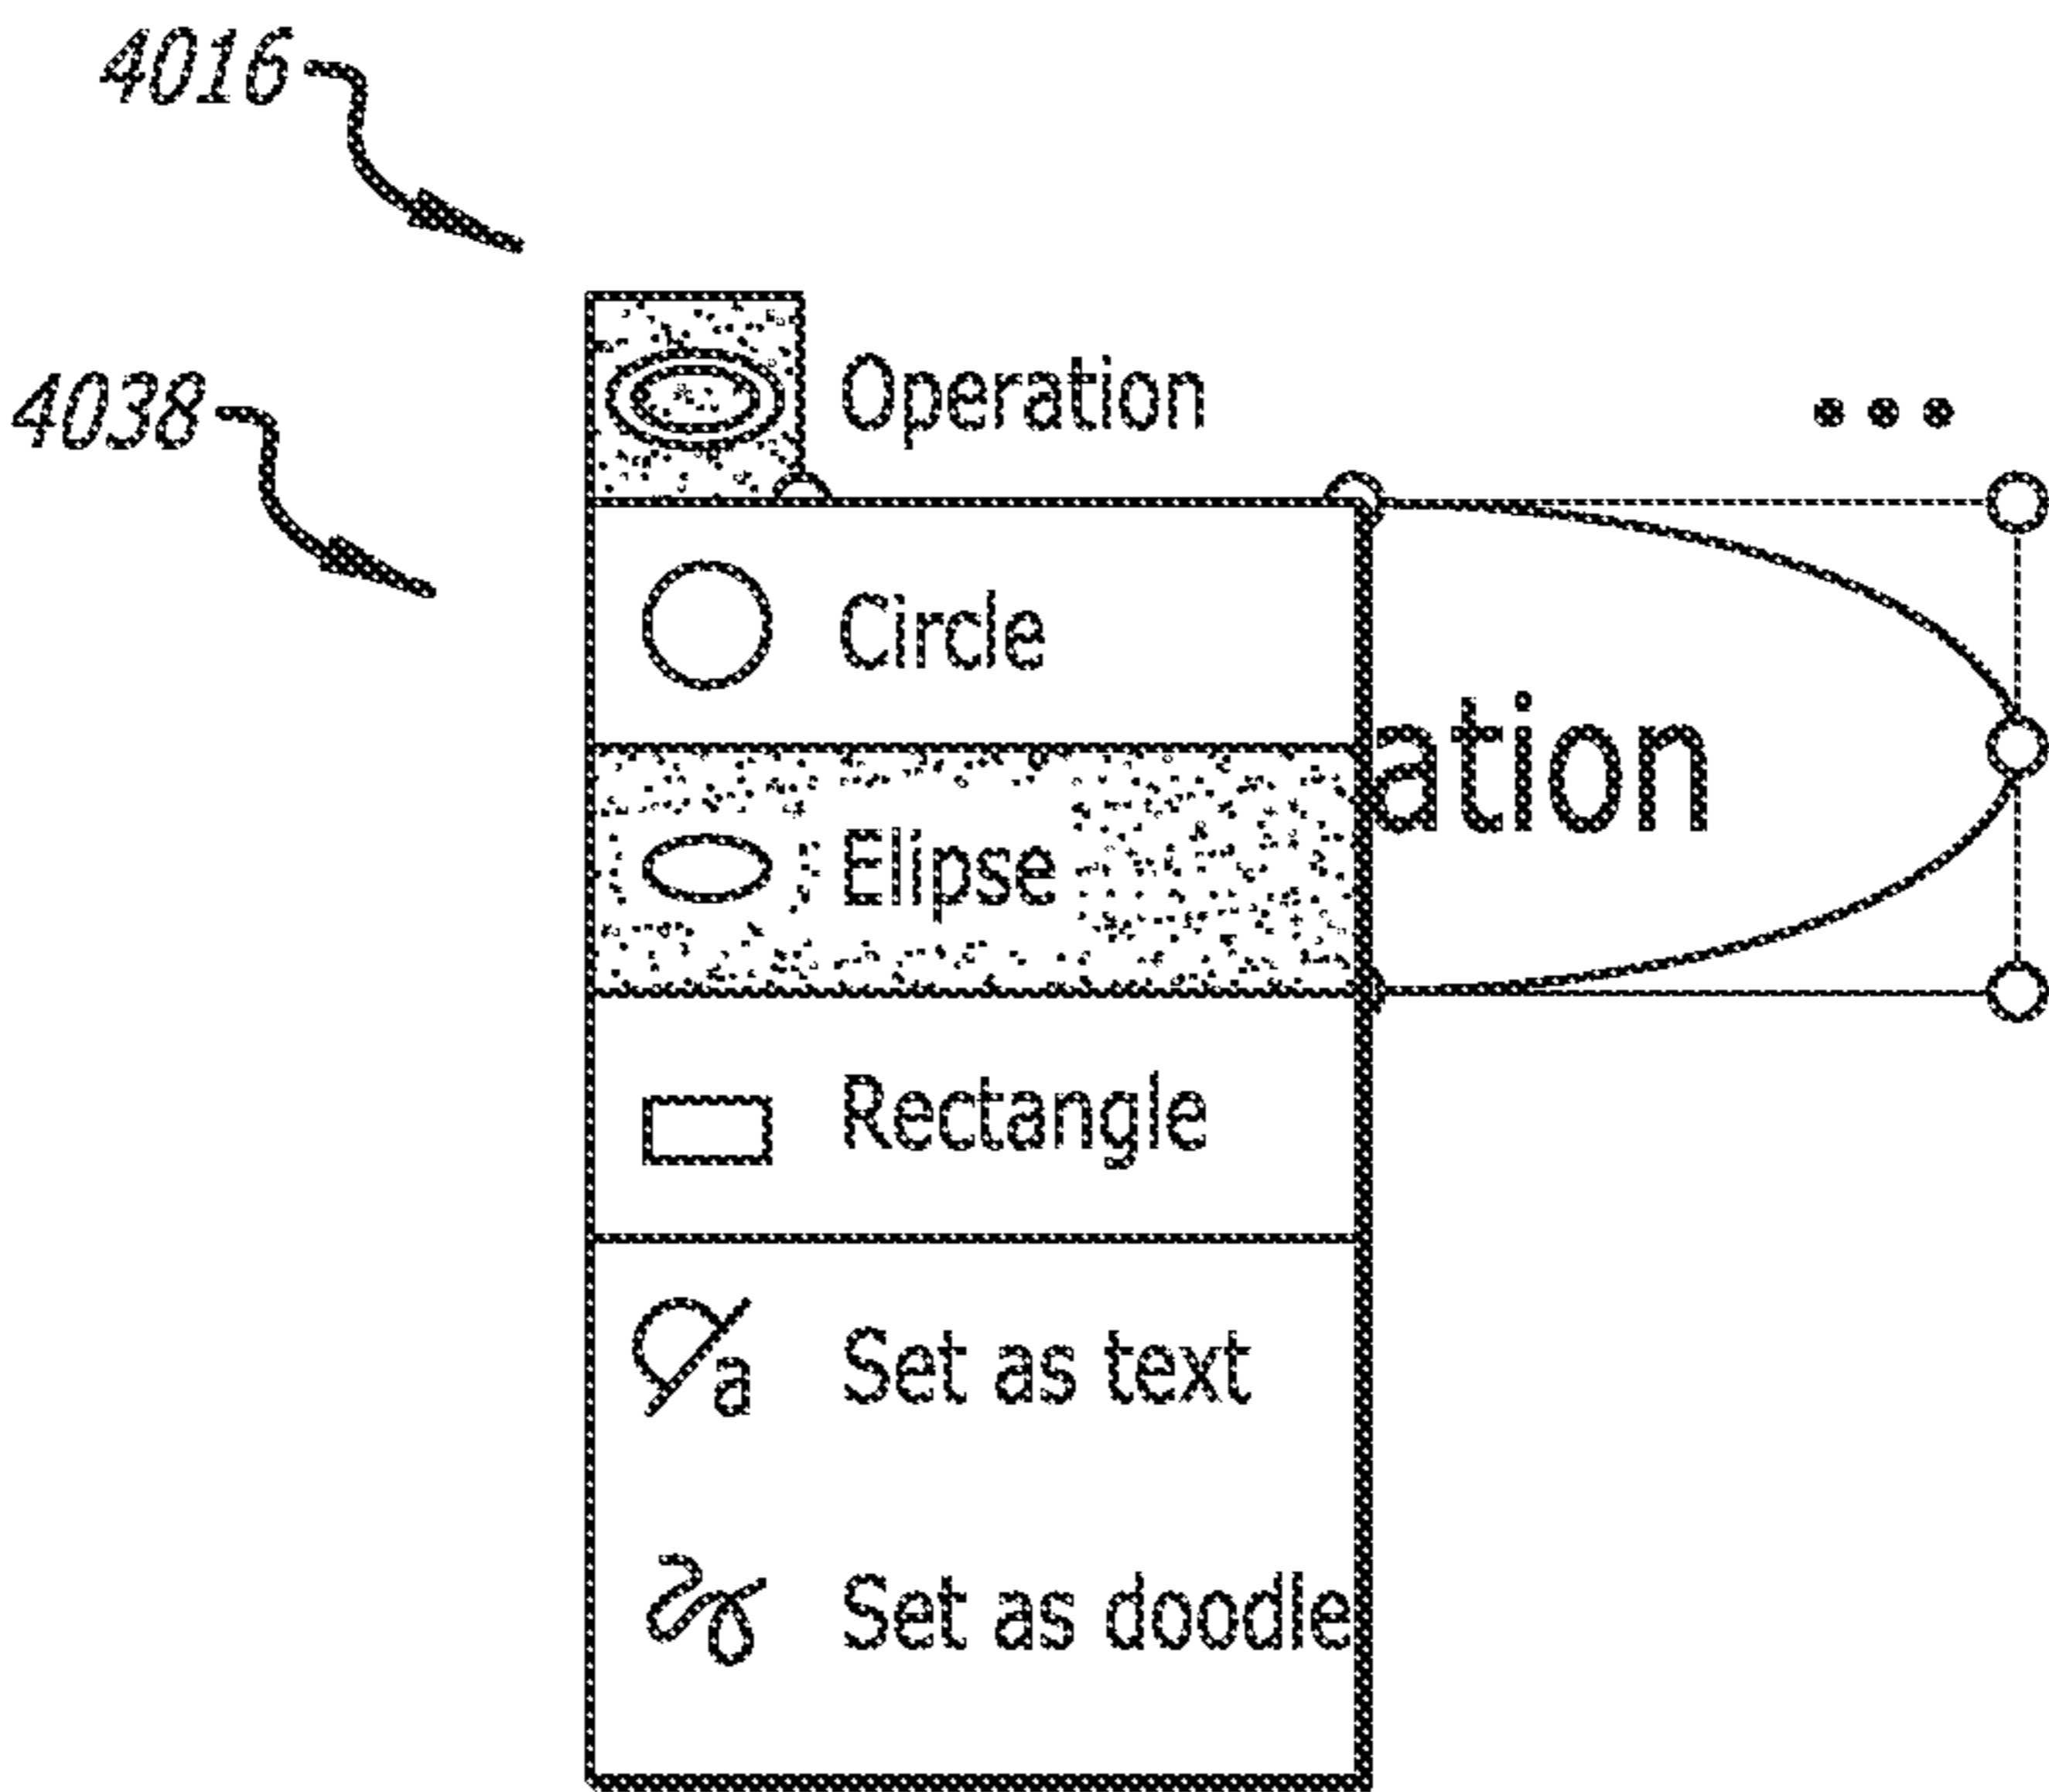 4016
4038
Operation
•••
Circle
ation
Elipse
Rectangle
a Set as text
Set as doodle